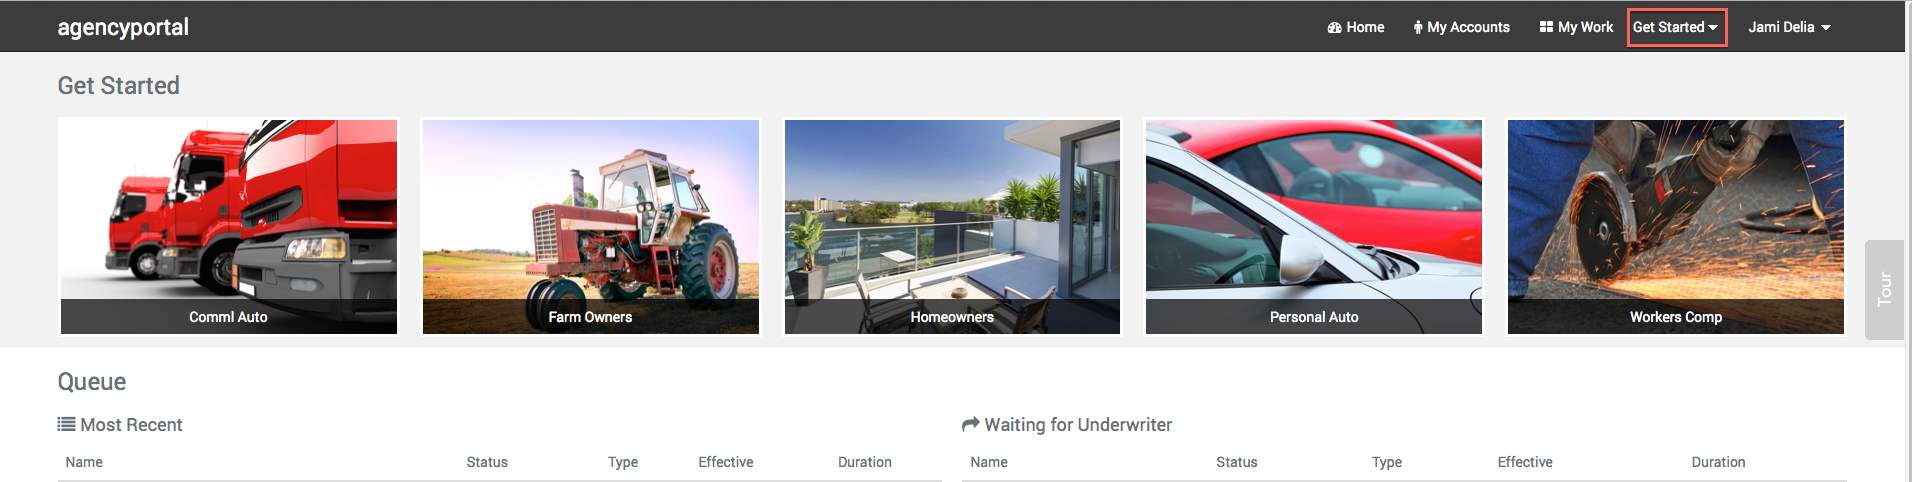 agencyportal
Home My Accounts My Work Get Started Jami Delia
Get Started
Comml Auto
Farm Owners
Homeowners
Personal Auto
Workers Comp
Tour
Queue
Most Recent
Name Status Type Effective Duration
Waiting for Underwriter
Name Status Type Effective Duration